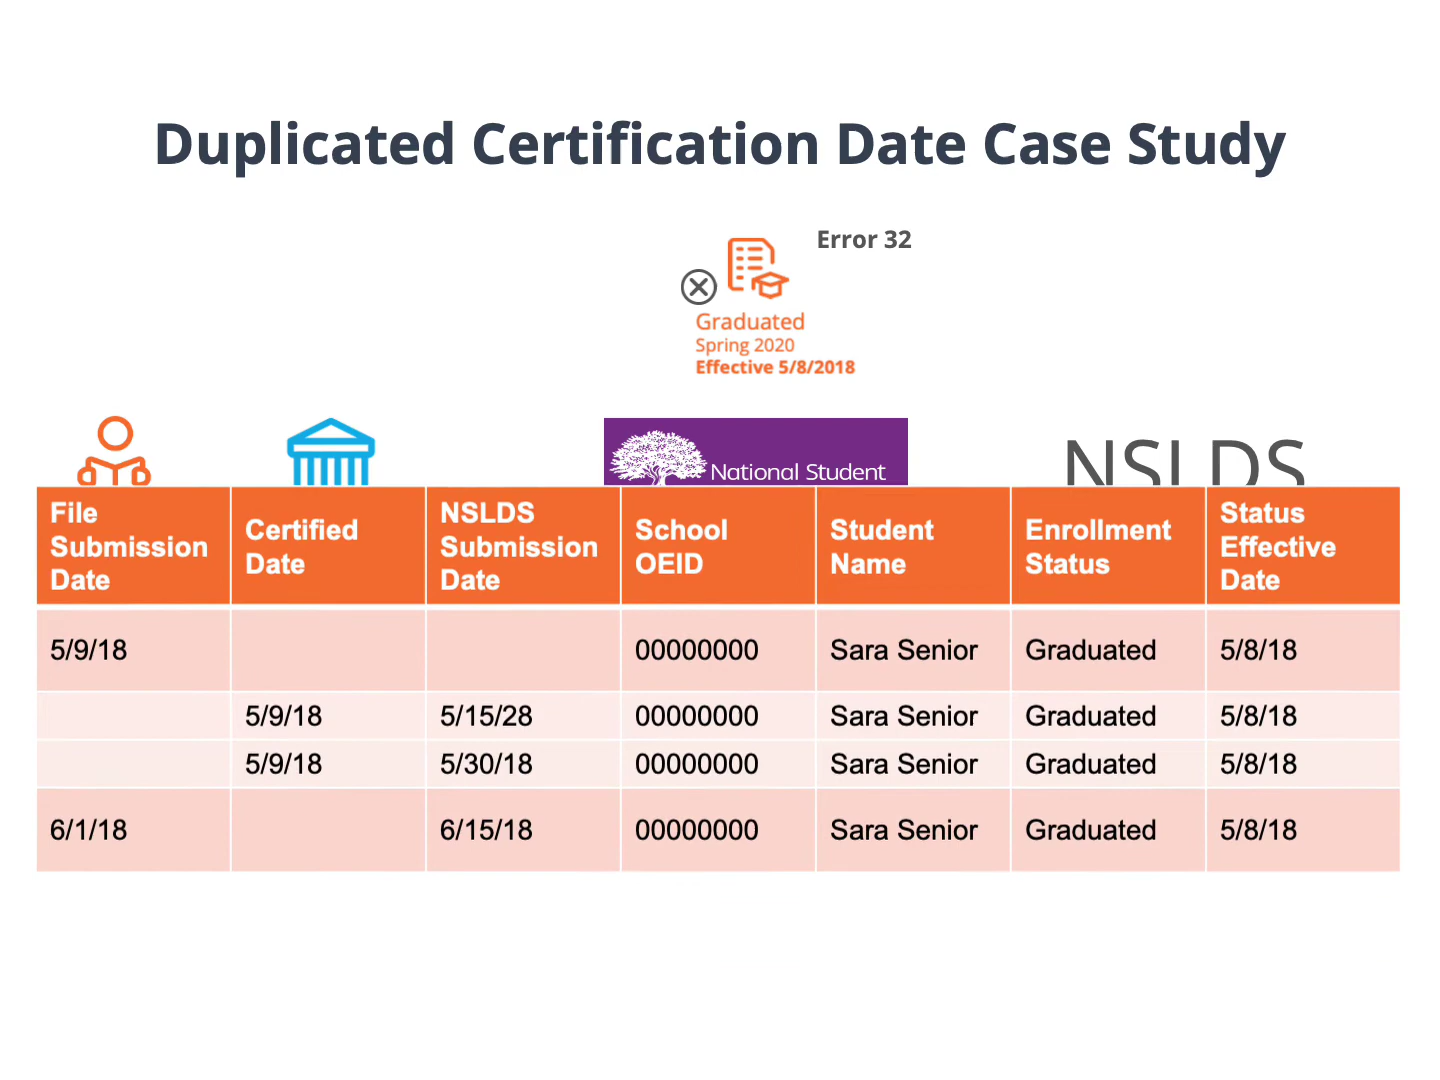 Duplicated Certification Date Case Study
Error 32
Graduated
Spring 2020
Effective 5/8/2018
National Student
NSLDS
File Submission Date | Certified Date | NSLDS Submission Date | School OEID | Student Name | Enrollment Status | Status Effective Date
5/9/18 | | | 00000000 | Sara Senior | Graduated | 5/8/18
| 5/9/18 | 5/15/28 | 00000000 | Sara Senior | Graduated | 5/8/18
| 5/9/18 | 5/30/18 | 00000000 | Sara Senior | Graduated | 5/8/18
6/1/18 | | 6/15/18 | 00000000 | Sara Senior | Graduated | 5/8/18